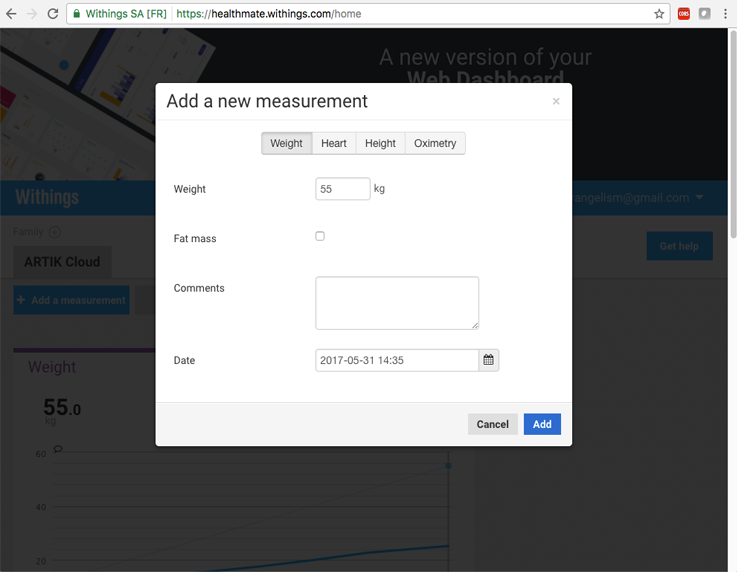 Withings SA [FR]
https://healthmate.withings.com/home
CORS
A new version of your
Web Dashboard
Add a new measurement
×
Weight
Heart
Height
Oximetry
Weight
55
kg
Fat mass
Comments
Date
2017-05-31 14:35
Cancel
Add
Withings
angelism@gmail.com
Family
ARTIK Cloud
Get help
+ Add a measurement
Weight
55.0
kg
60
40
20